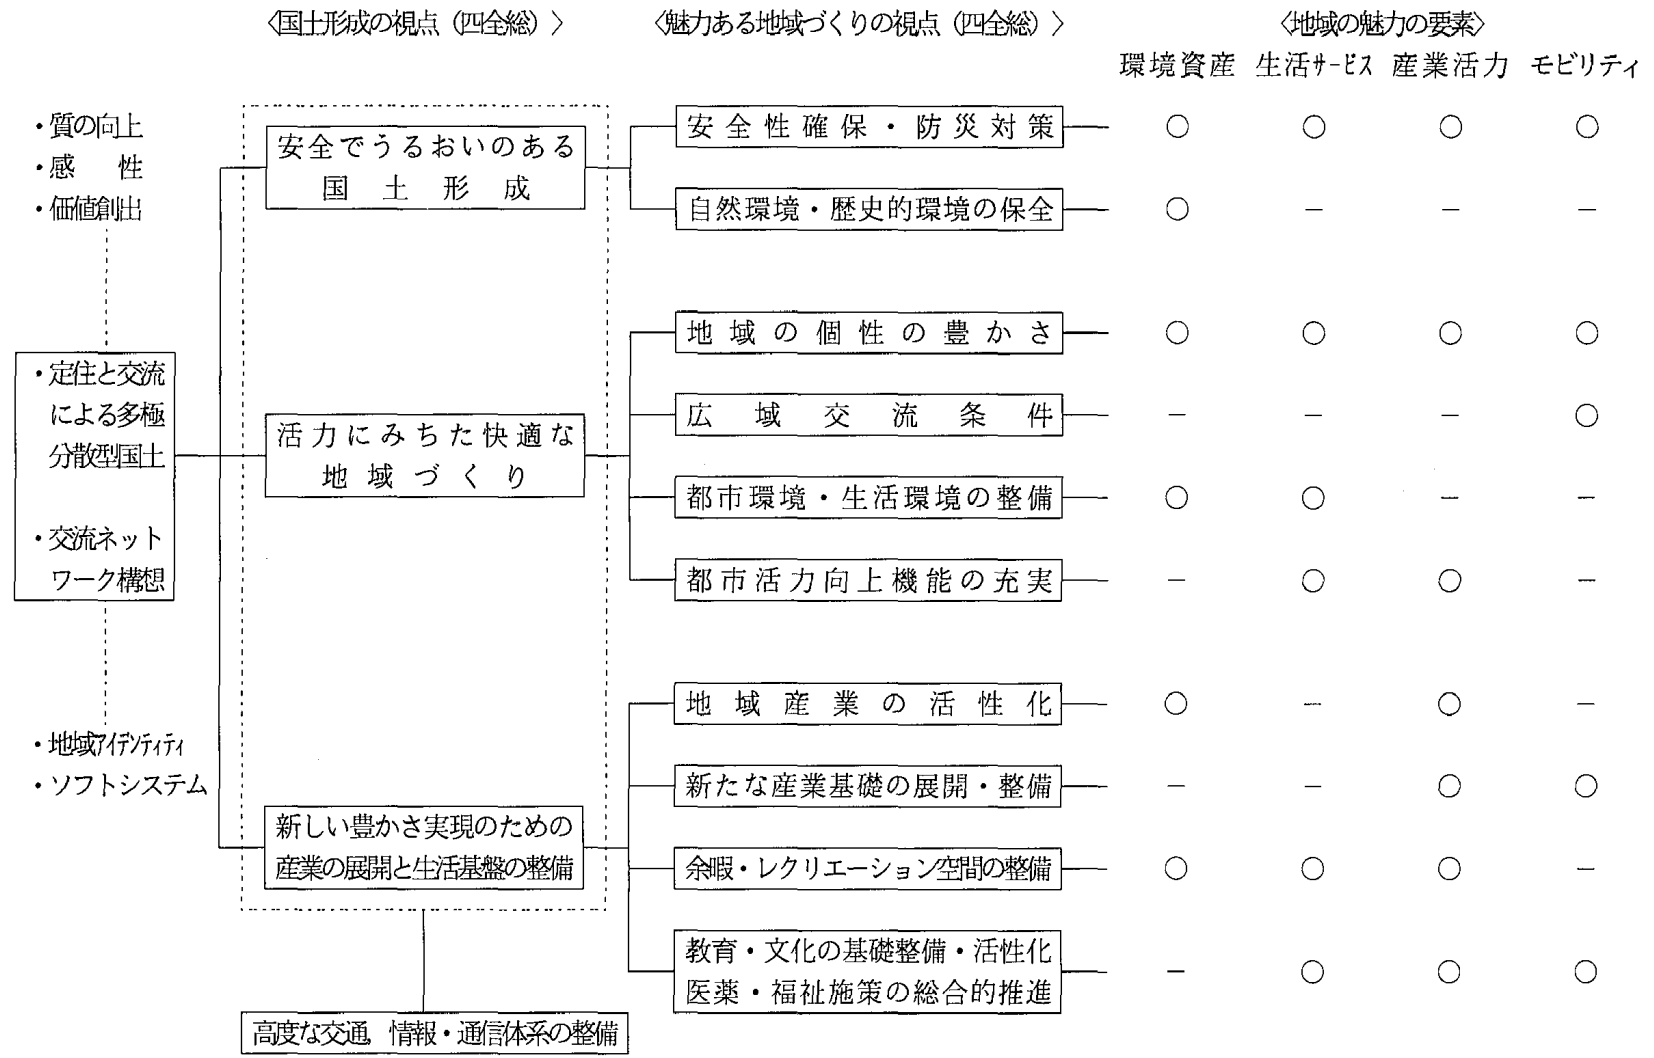 〈国土形成の視点（四全総）〉
〈魅力ある地域づくりの視点（四全総）〉
〈地域の魅力の要素〉
環境資産 生活サービス 産業活力 モビリティ
・質の向上
・感　性
・価値創出
・定住と交流
による多極
分散型国土
・交流ネット
ワーク構想
・地域アイデンティティ
・ソフトシステム
安全でうるおいのある
国土形成
活力にみちた快適な
地域づくり
新しい豊かさ実現のための
産業の展開と生活基盤の整備
高度な交通，情報・通信体系の整備
安全性確保・防災対策 ○ ○ ○ ○
自然環境・歴史的環境の保全 ○ － － －
地域の個性の豊かさ ○ ○ ○ ○
広域交流条件 － － － ○
都市環境・生活環境の整備 ○ ○ － －
都市活力向上機能の充実 － ○ ○ －
地域産業の活性化 ○ － ○ －
新たな産業基礎の展開・整備 － － ○ ○
余暇・レクリエーション空間の整備 ○ ○ ○ －
教育・文化の基礎整備・活性化
医薬・福祉施策の総合的推進 － ○ ○ ○